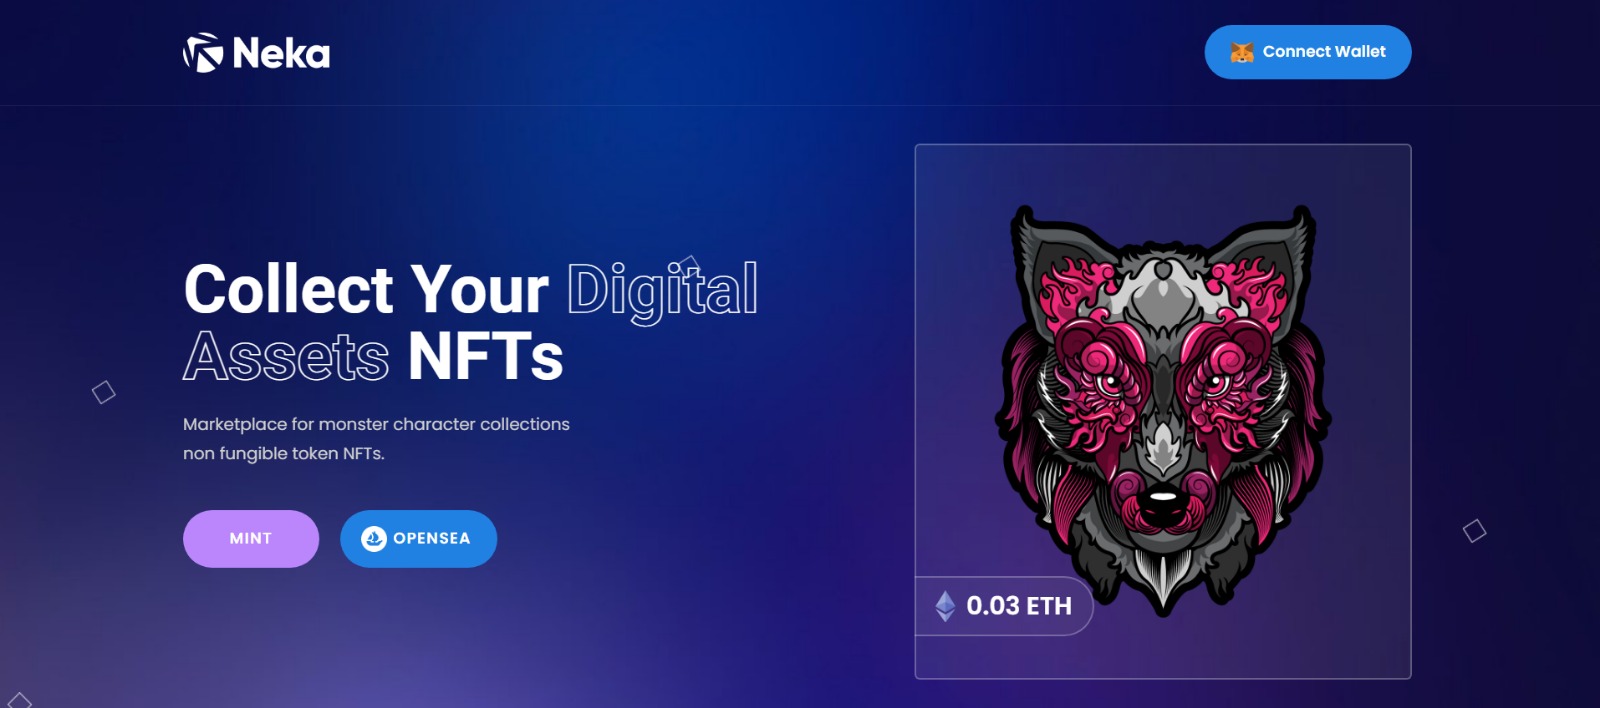 Neka
Connect Wallet
Collect Your Digital
Assets NFTs
Marketplace for monster character collections
non fungible token NFTs.
MINT
OPENSEA
0.03 ETH